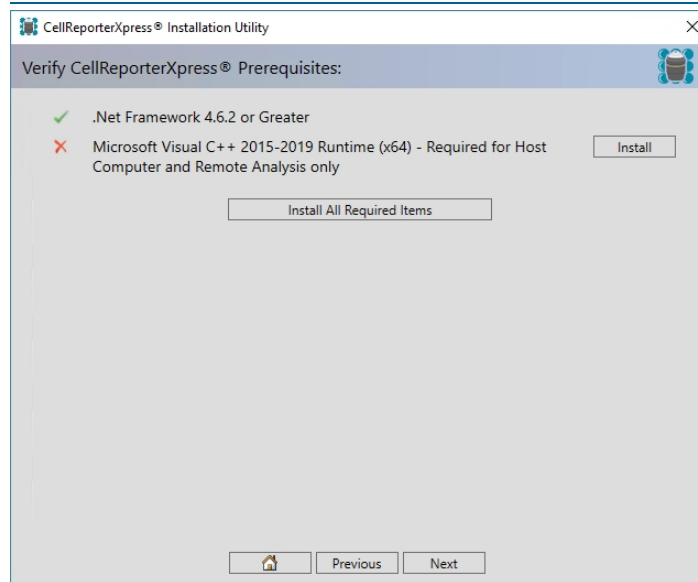 CellReporterXpress® Installation Utility
Verify CellReporterXpress® Prerequisites:
.Net Framework 4.6.2 or Greater
Microsoft Visual C++ 2015-2019 Runtime (x64) - Required for Host
Computer and Remote Analysis only
Install
Install All Required Items
Previous
Next